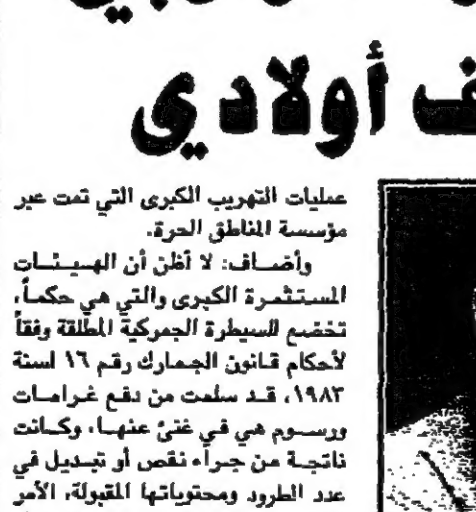 ف أولادي
عمليات التهريب الكبرى التي تمت عبر
مؤسسة المناطق الحرة.
وأضاف: لا أظن أن الهيئات
المستثمرة الكبرى والتي هي حكماً،
تخضع للسيطرة الجمركية المطلقة وفقاً
لأحكام قانون الجمارك رقم ١٦ لسنة
١٩٨٣، قد سلمت من دفع غرامات
ورسوم هي في غنىً عنها، وكانت
ناتجة من جراء نقص أو تبديل في
عدد الطرود ومحتوياتها المقبولة، الأمر